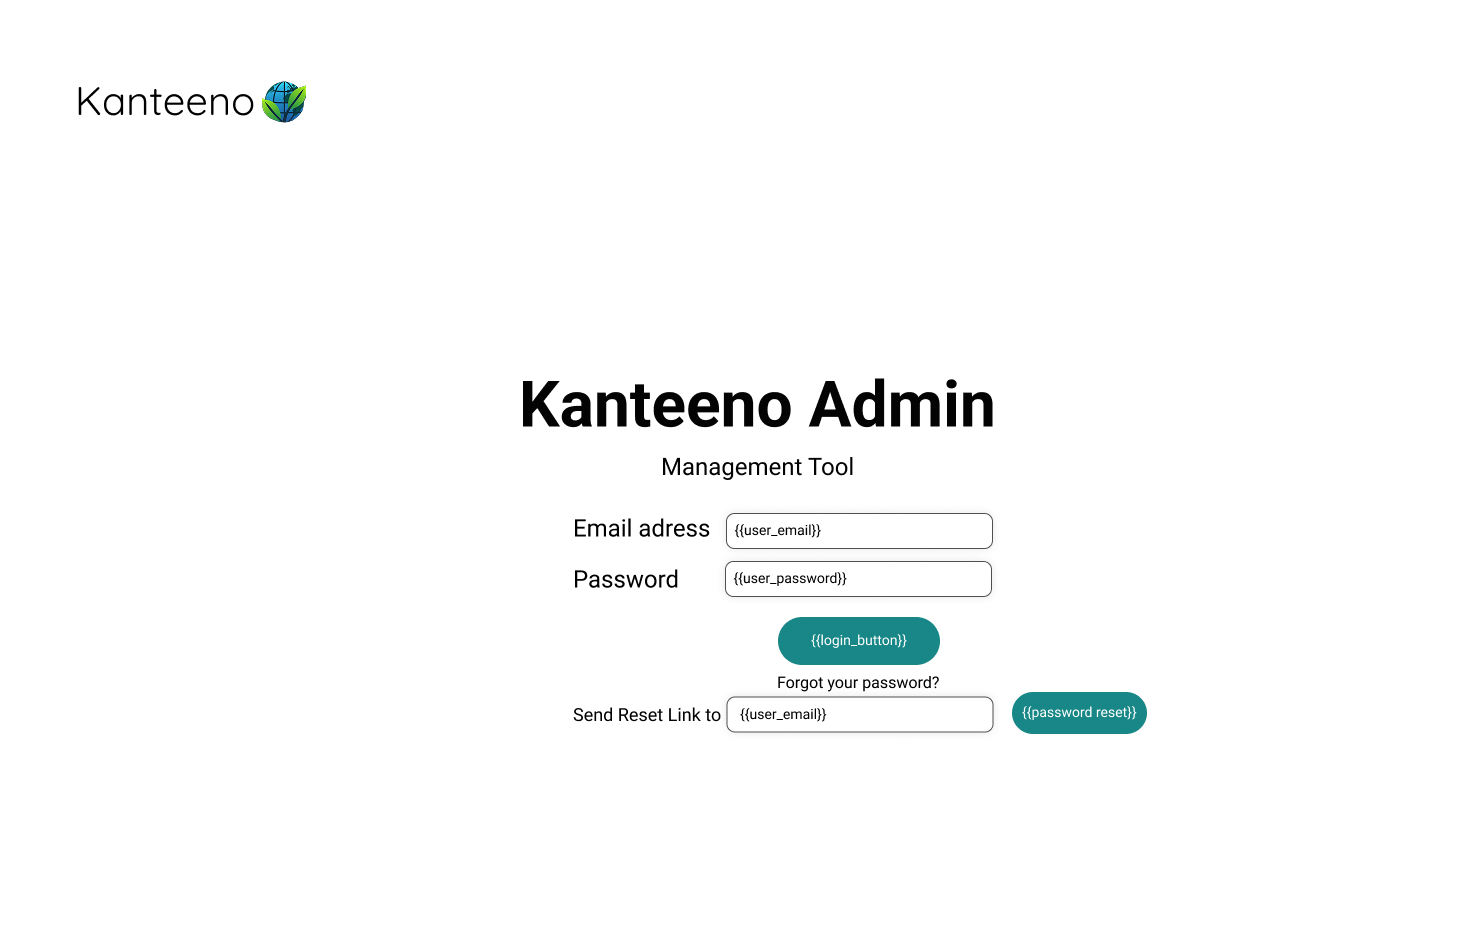 Kanteeno
Kanteeno Admin
Management Tool
Email adress {{user_email}}
Password {{user_password}}
{{login_button}}
Forgot your password?
Send Reset Link to {{user_email}} {{password reset}}